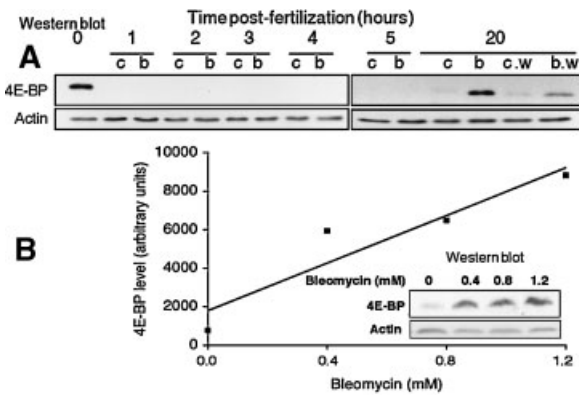 Western blot
Time post-fertilization (hours)
A
0 1 2 3 4 5 20
c b c b c b c b c b c b c.w b.w
4E-BP
Actin
B
4E-BP level (arbitrary units)
10000
8000
6000
4000
2000
0
0.0 0.4 0.8 1.2
Bleomycin (mM)
Western blot
Bleomycin (mM) 0 0.4 0.8 1.2
4E-BP
Actin